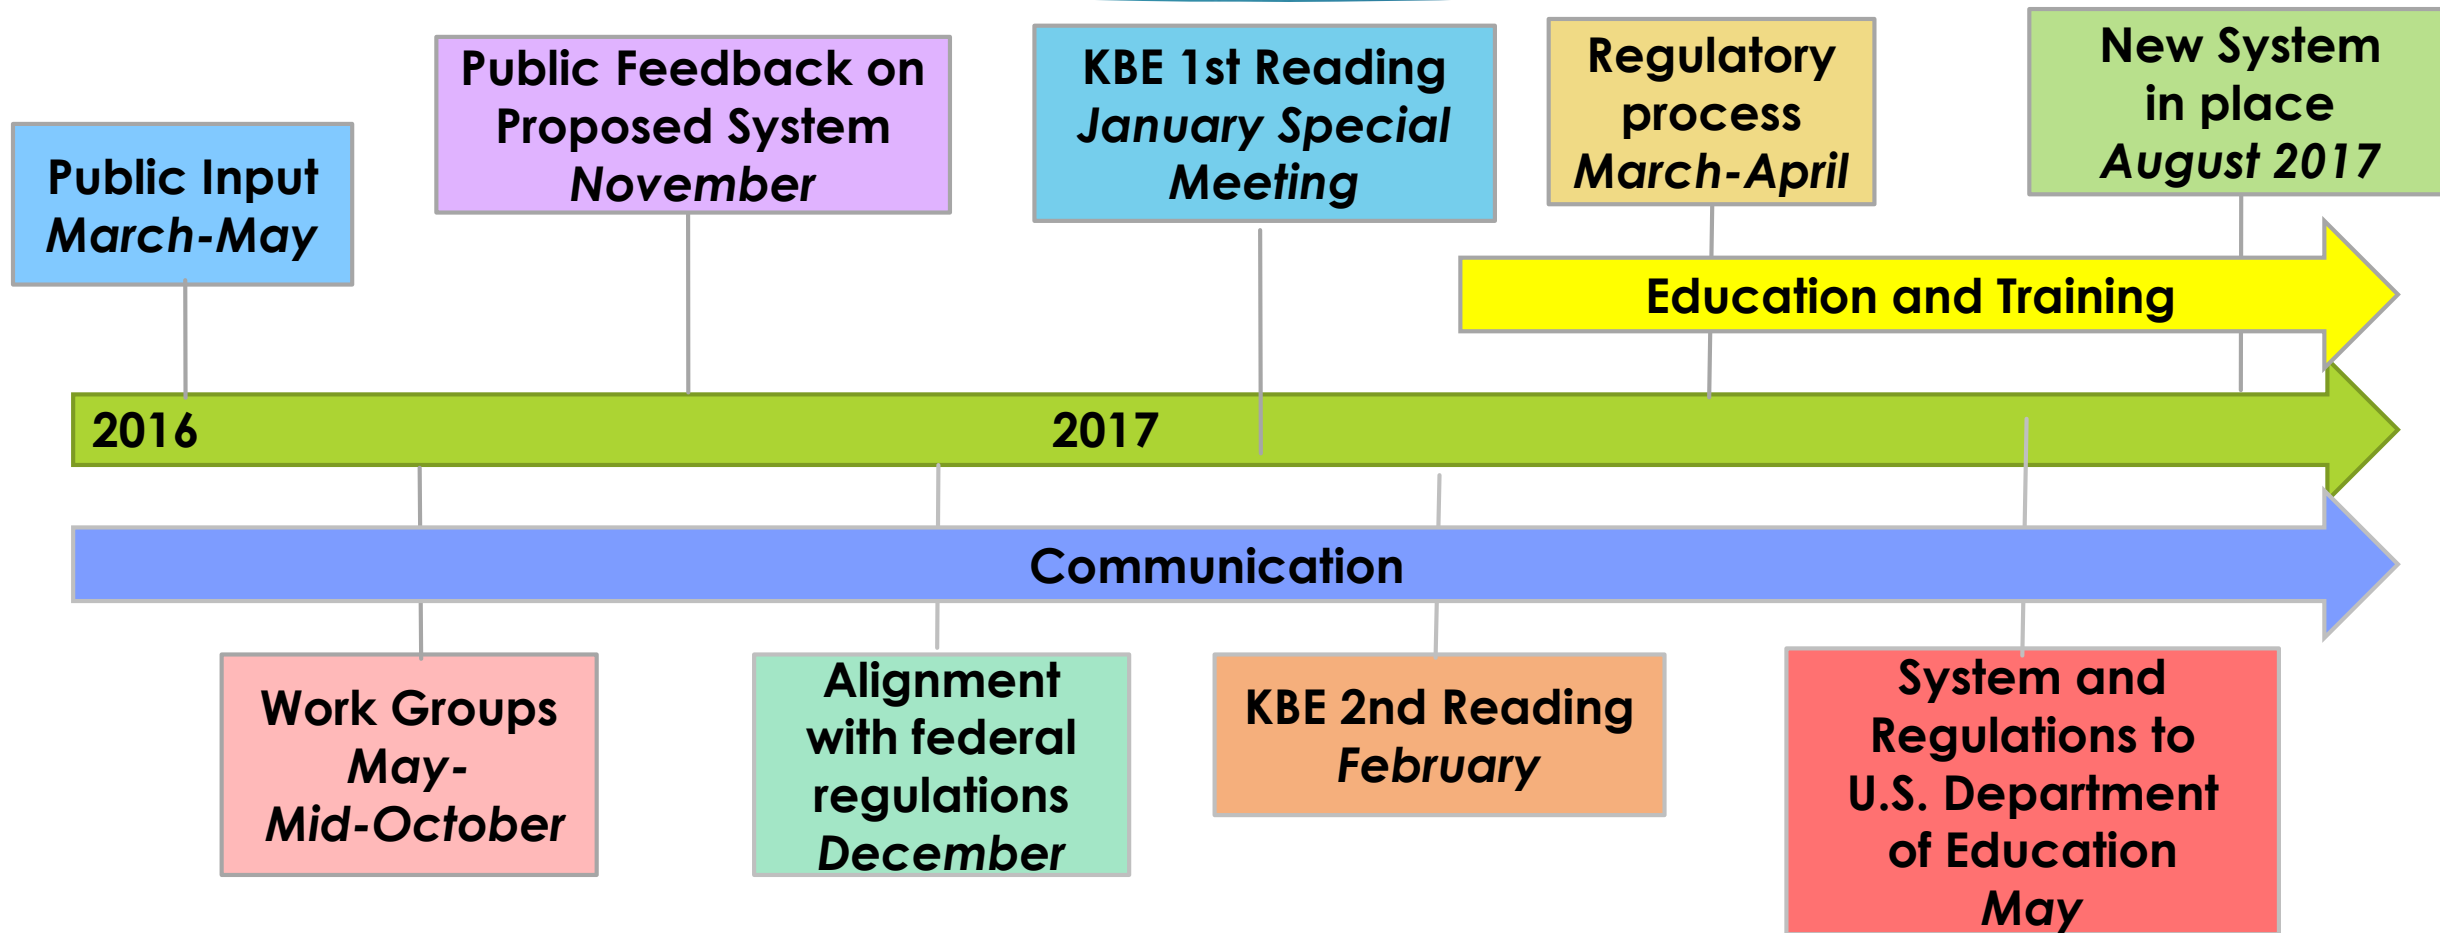 Public Input
March-May
Public Feedback on
Proposed System
November
KBE 1st Reading
January Special
Meeting
Regulatory
process
March-April
New System
in place
August 2017
Education and Training
2016
2017
Communication
Work Groups
May-
Mid-October
Alignment
with federal
regulations
December
KBE 2nd Reading
February
System and
Regulations to
U.S. Department
of Education
May